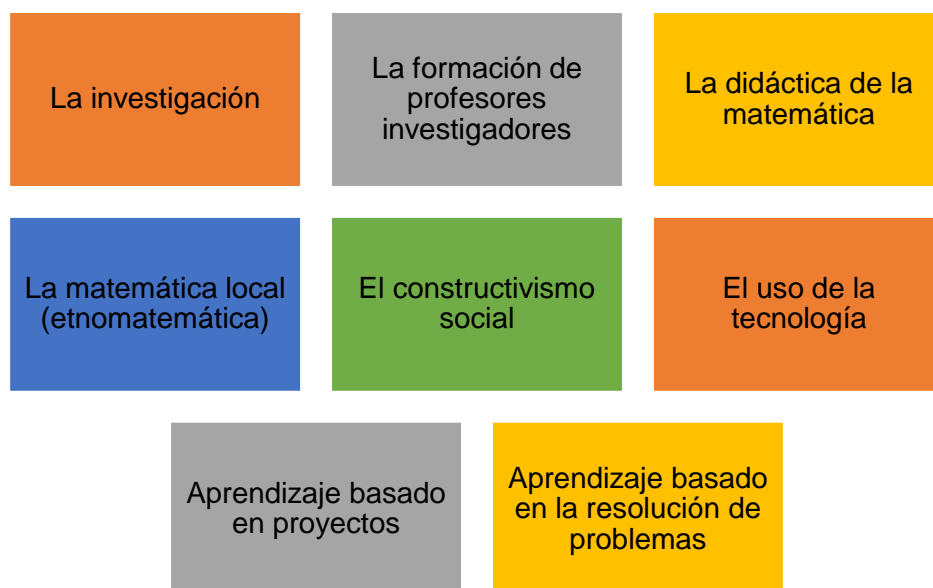 La investigación
La formación de
profesores
investigadores
La didáctica de la
matemática
La matemática local
(etnomatemática)
El constructivismo
social
El uso de la
tecnología
Aprendizaje basado
en proyectos
Aprendizaje basado
en la resolución de
problemas